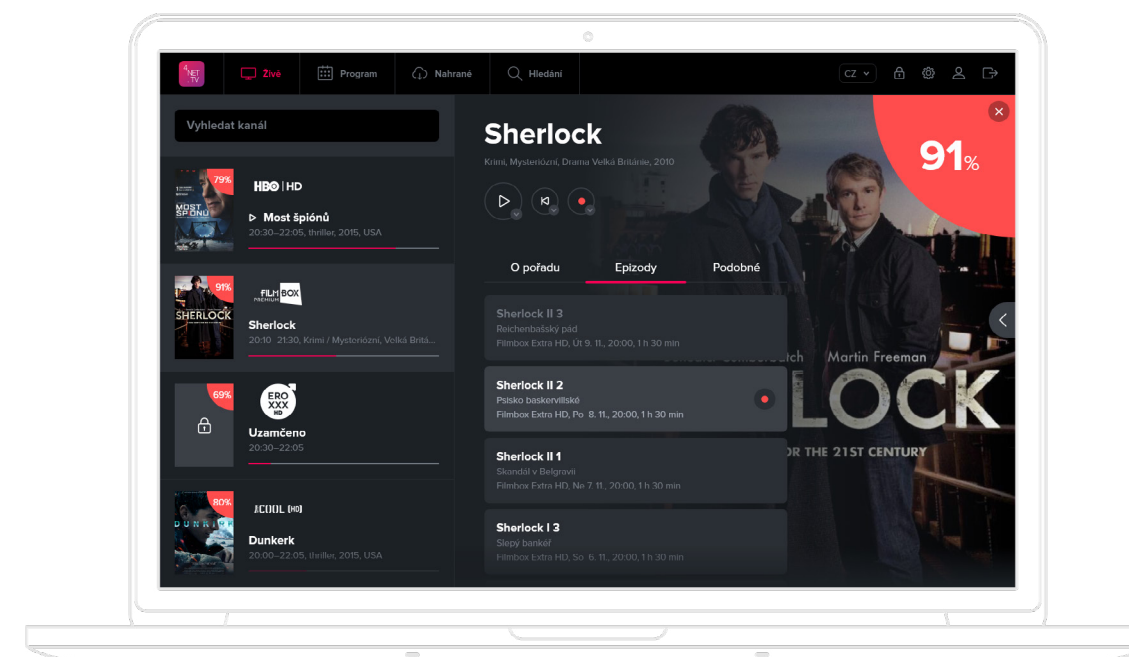 4
NET
.TV
Živě
Program
Nahrané
Hledání
CZ
Vyhledat kanál
79%
MOST
ŠPIONŮ
HBO HD
Most špiónů
20:30–22:05, thriller, 2015, USA
91%
SHERLOCK
FILMBOX
PREMIUM
Sherlock
20:10 21:30, Krimi / Mysteriózní, Velká Britá...
69%
ERO
XXX
HD
Uzamčeno
20:30–22:05
80%
DUNKIRK
JCOOL [HD]
Dunkerk
20:00–22:05, thriller, 2015, USA
Sherlock
Krimi, Mysteriózní, Drama Velká Británie, 2010
91%
O pořadu
Epizody
Podobné
Sherlock II 3
Reichenbašský pád
Filmbox Extra HD, Út 9. 11., 20:00, 1 h 30 min
Sherlock II 2
Psisko baskervillské
Filmbox Extra HD, Po 8. 11., 20:00, 1 h 30 min
Sherlock II 1
Skandál v Belgravii
Filmbox Extra HD, Ne 7. 11., 20:00, 1 h 30 min
Sherlock I 3
Slepý bankéř
Filmbox Extra HD, So 6. 11., 20:00, 1 h 30 min
Martin Freeman
LOCK
OR THE 21ST CENTURY